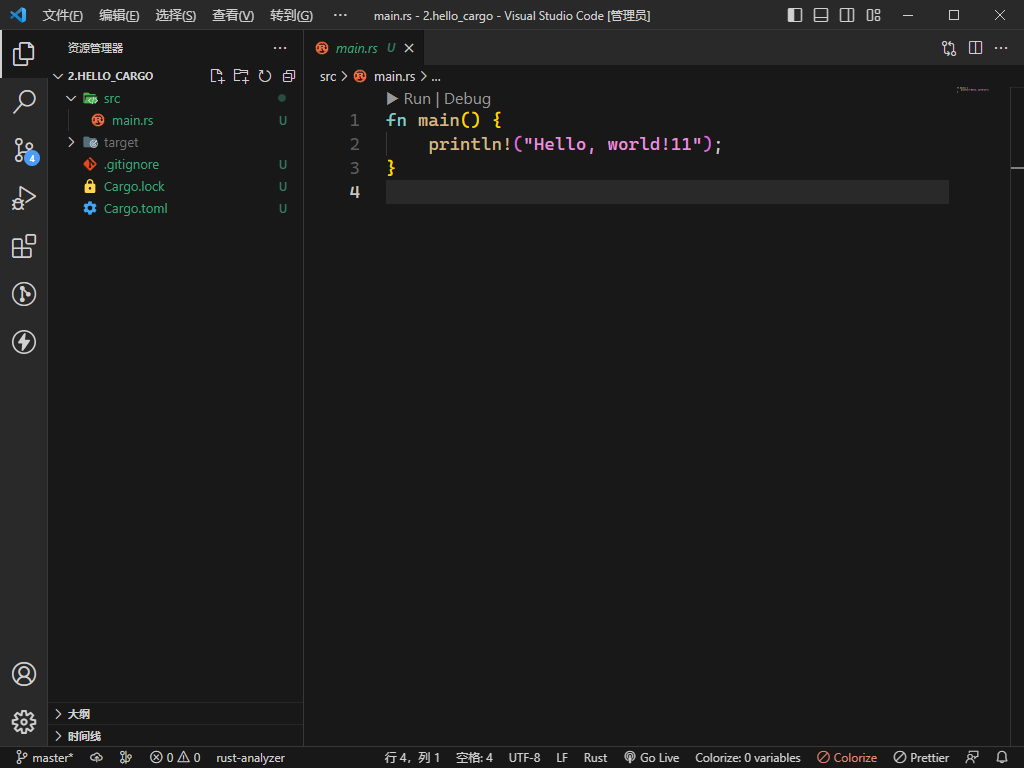 文件(F) 编辑(E) 选择(S) 查看(V) 转到(G) ··· main.rs - 2.hello_cargo - Visual Studio Code [管理员]
资源管理器 ···
main.rs U
2.HELLO_CARGO
src > main.rs > ...
src
Run | Debug
main.rs U
1 fn main() {
target
2 println!("Hello, world!11");
.gitignore U
3 }
Cargo.lock U
4
Cargo.toml U
4
大纲
时间线
master* 0 0 rust-analyzer 行 4，列 1 空格: 4 UTF-8 LF Rust Go Live Colorize: 0 variables Colorize Prettier